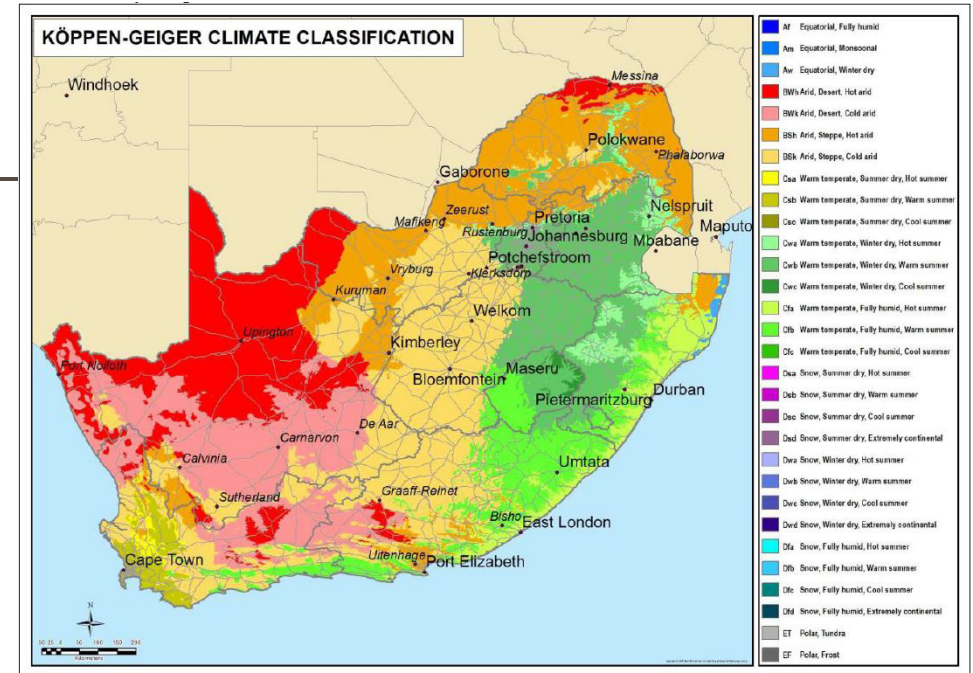 KÖPPEN-GEIGER CLIMATE CLASSIFICATION
Windhoek
Messina
Polokwane
Phalaborwa
Gaborone
Zeerust
Nelspruit
Mafikeng
Rustenburg
Pretoria
Maputo
Johannesburg
Mbabane
Potchefstroom
Klerksdorp
Vryburg
Kuruman
Welkom
Upington
Kimberley
Port Nolloth
Maseru
Bloemfontein
Durban
Pietermaritzburg
De Aar
Carnarvon
Calvinia
Umtata
Sutherland
Graaff-Reinet
Bisho
East London
Cape Town
Uitenhage
Port Elizabeth
N
Kilometers
Af Equatorial, Fully humid
Am Equatorial, Monsoonal
Aw Equatorial, Winter dry
BWh Arid, Desert, Hot arid
BWk Arid, Desert, Cold arid
BSh Arid, Steppe, Hot arid
BSk Arid, Steppe, Cold arid
Csa Warm temperate, Summer dry, Hot summer
Csb Warm temperate, Summer dry, Warm summer
Csc Warm temperate, Summer dry, Cool summer
Cwa Warm temperate, Winter dry, Hot summer
Cwb Warm temperate, Winter dry, Warm summer
Cwc Warm temperate, Winter dry, Cool summer
Cfa Warm temperate, Fully humid, Hot summer
Cfb Warm temperate, Fully humid, Warm summer
Cfc Warm temperate, Fully humid, Cool summer
Dsa Snow, Summer dry, Hot summer
Dsb Snow, Summer dry, Warm summer
Dsc Snow, Summer dry, Cool summer
Dsd Snow, Summer dry, Extremely continental
Dwa Snow, Winter dry, Hot summer
Dwb Snow, Winter dry, Warm summer
Dwc Snow, Winter dry, Cool summer
Dwd Snow, Winter dry, Extremely continental
Dfa Snow, Fully humid, Hot summer
Dfb Snow, Fully humid, Warm summer
Dfc Snow, Fully humid, Cool summer
Dfd Snow, Fully humid, Extremely continental
ET Polar, Tundra
EF Polar, Frost